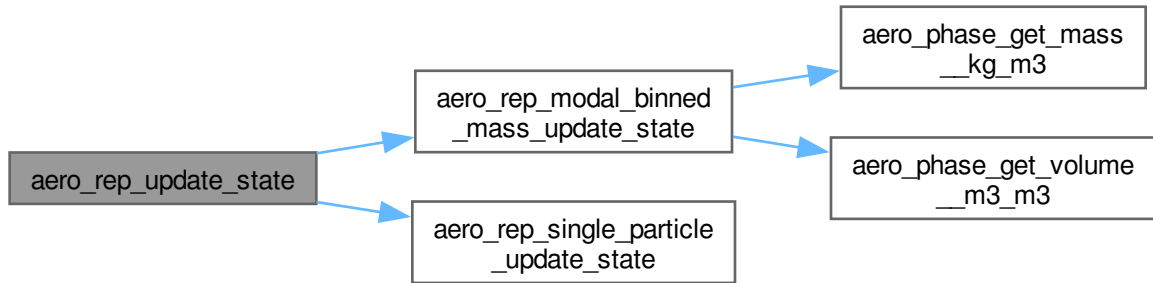 aero_rep_update_state
aero_rep_modal_binned
_mass_update_state
aero_rep_single_particle
_update_state
aero_phase_get_mass
__kg_m3
aero_phase_get_volume
__m3_m3